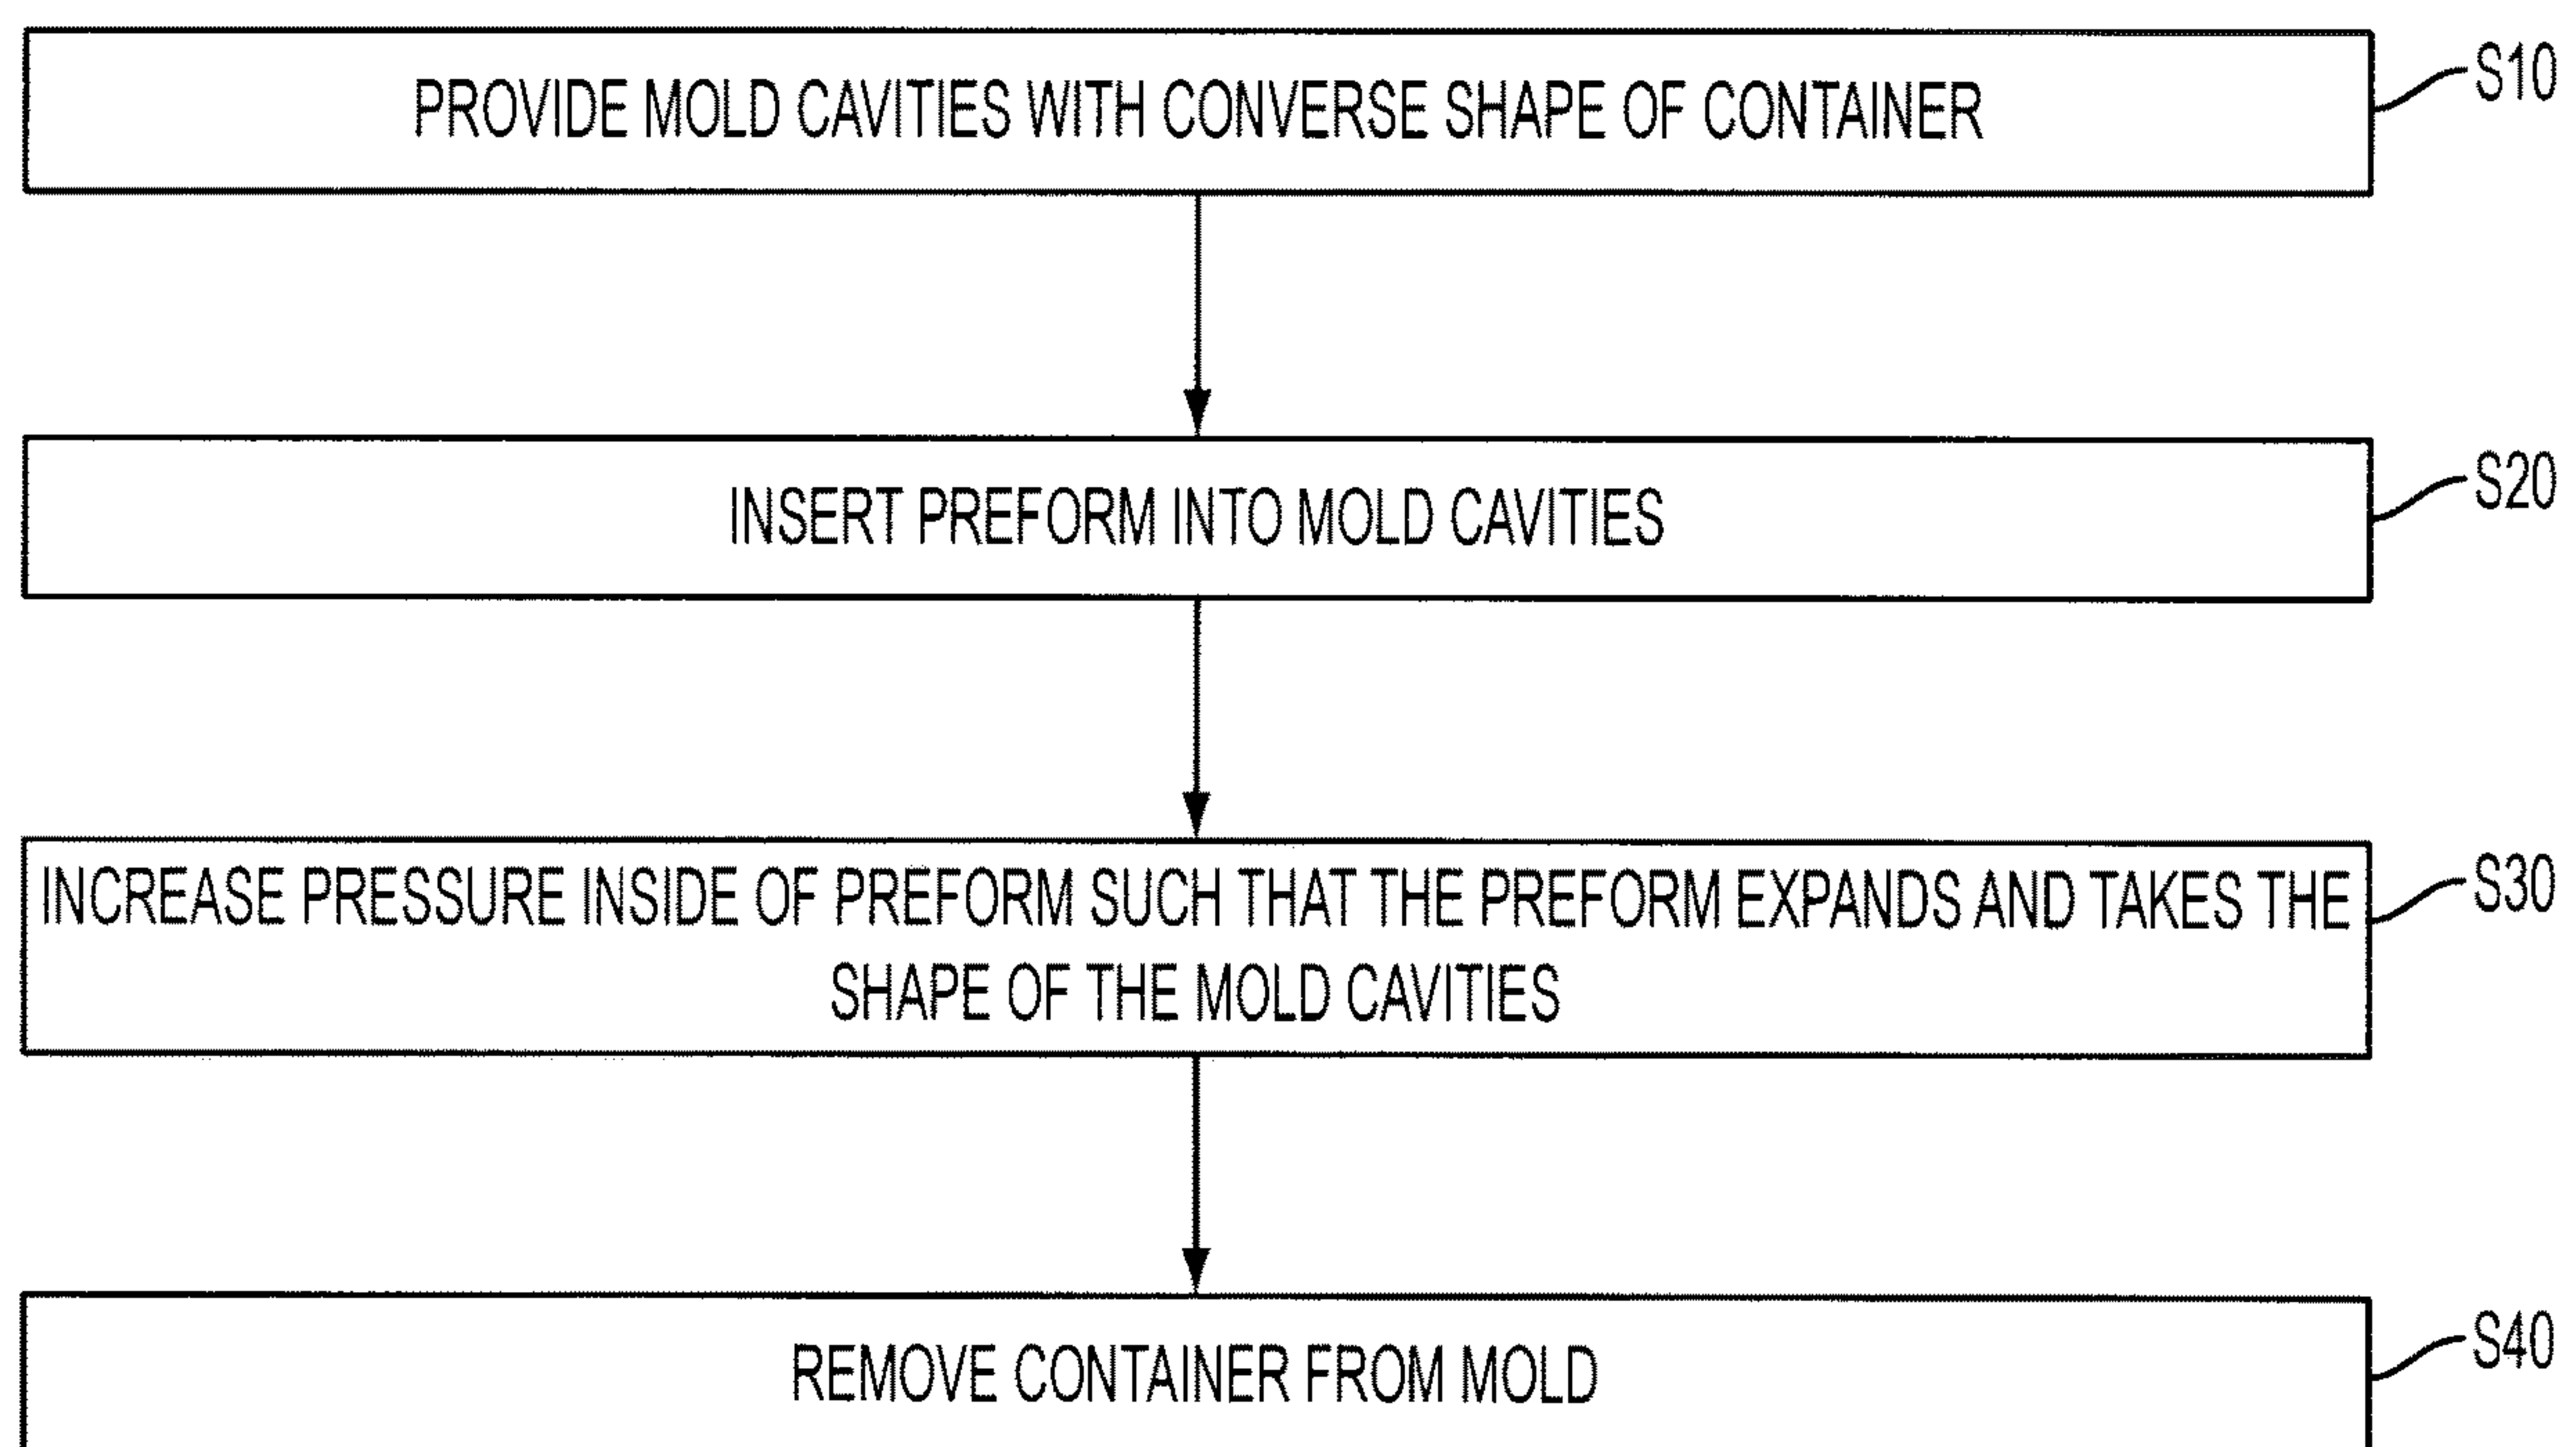 PROVIDE MOLD CAVITIES WITH CONVERSE SHAPE OF CONTAINER
S10
INSERT PREFORM INTO MOLD CAVITIES
S20
INCREASE PRESSURE INSIDE OF PREFORM SUCH THAT THE PREFORM EXPANDS AND TAKES THE
SHAPE OF THE MOLD CAVITIES
S30
REMOVE CONTAINER FROM MOLD
S40